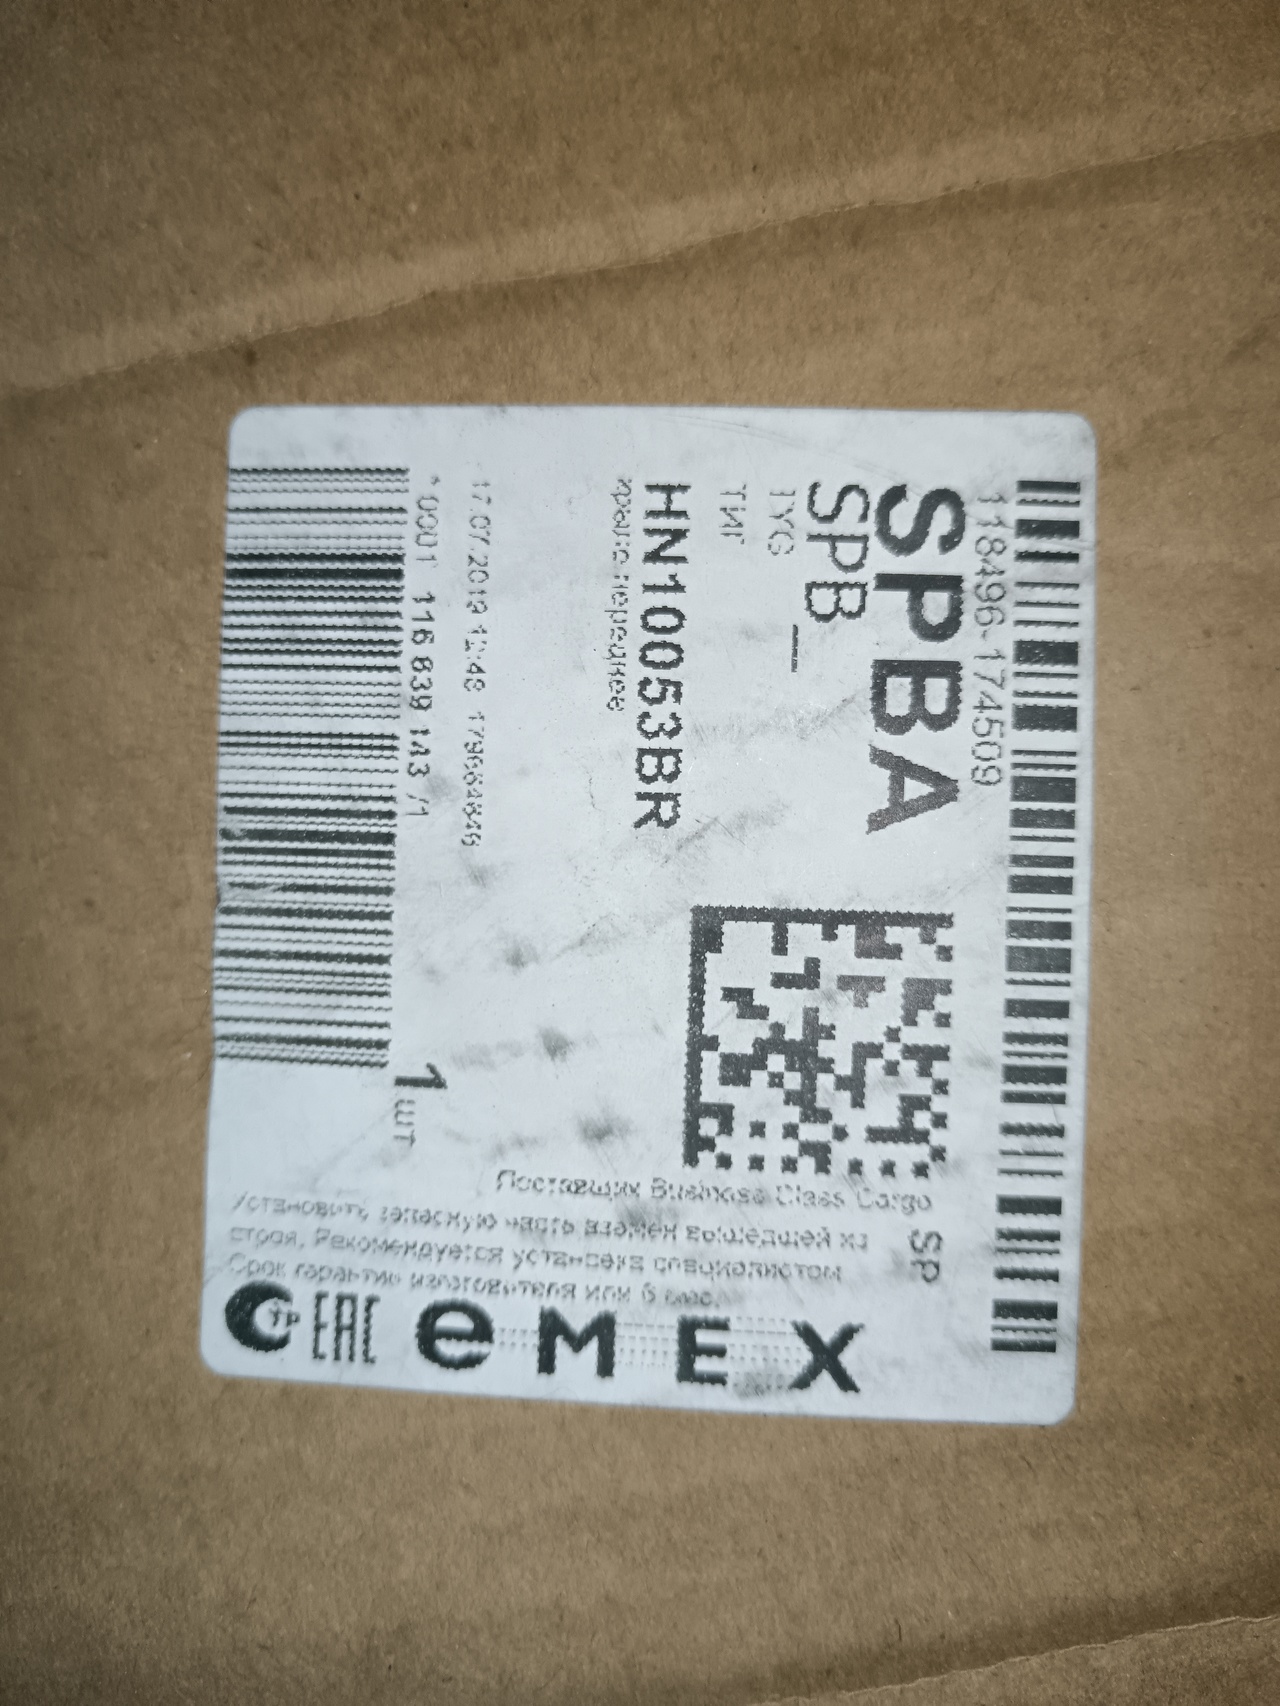 118496-174509
SPBA
SPB _
TYG
ТИГ
HN10053BR
крыло переднее
17.07.2019 12:48 179664846
*0001 116 839 143 /1
1 шт
Поставщик Business Class Cargo
SP
Установить запасную часть взамен вышедшей из
строя. Рекомендуется установка специалистом
Срок гарантии изготовителя или 6 мес.
EAC emex